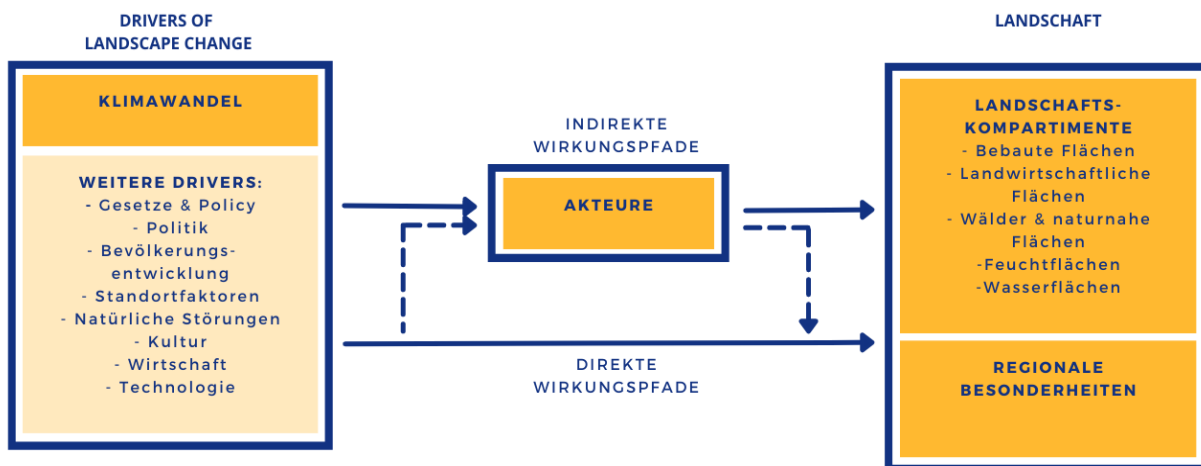 DRIVERS OF
LANDSCAPE CHANGE
KLIMAWANDEL
WEITERE DRIVERS:
- Gesetze & Policy
- Politik
- Bevölkerungs-
entwicklung
- Standortfaktoren
- Natürliche Störungen
- Kultur
- Wirtschaft
- Technologie
INDIREKTE
WIRKUNGSPFADE
AKTEURE
DIREKTE
WIRKUNGSPFADE
LANDSCHAFT
LANDSCHAFTS-
KOMPARTIMENTE
- Bebaute Flächen
- Landwirtschaftliche
Flächen
- Wälder & naturnahe
Flächen
-Feuchtflächen
-Wasserflächen
REGIONALE
BESONDERHEITEN